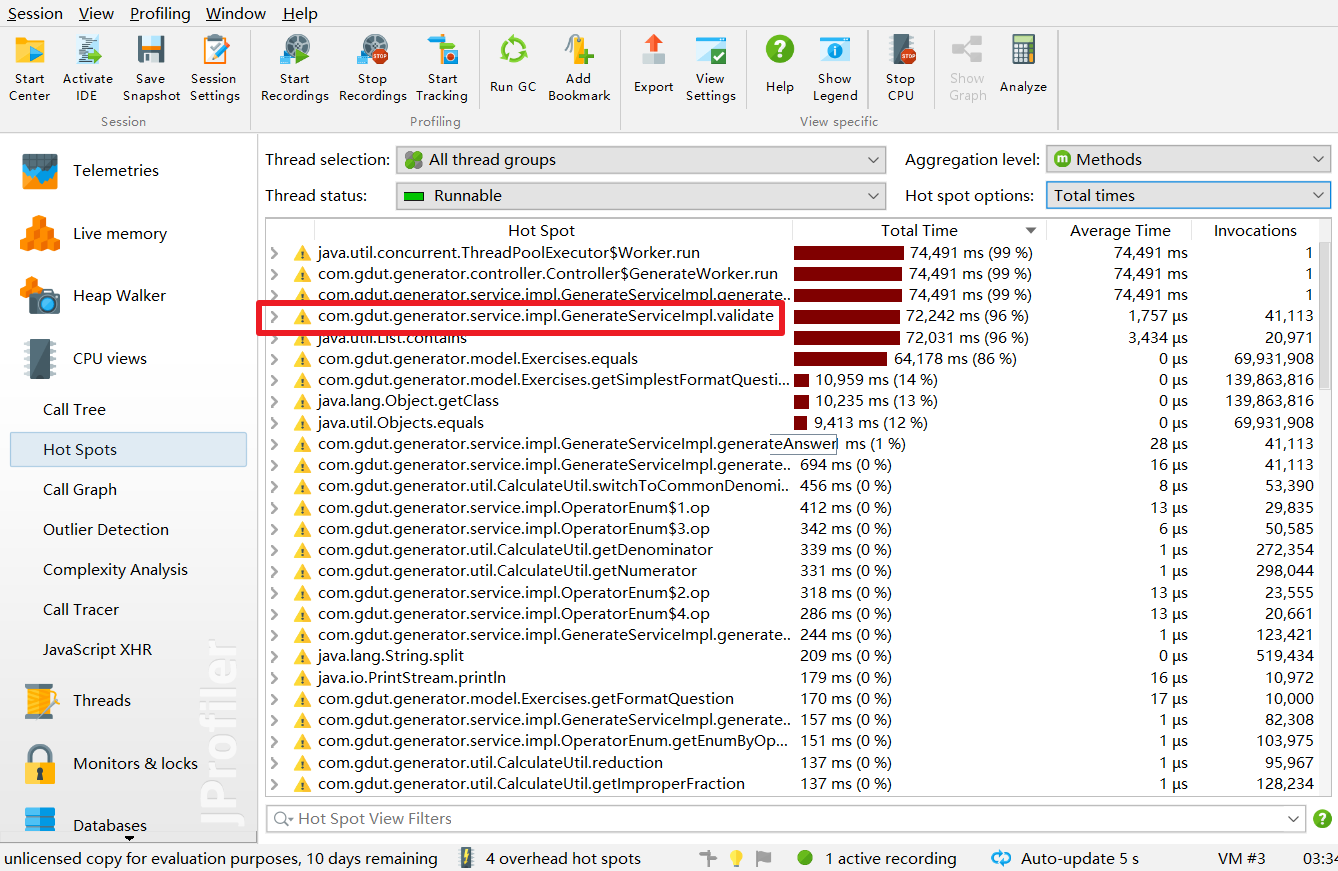 Session View Profiling Window Help
Start Center
Activate IDE
Save Snapshot
Session Settings
Start Recordings
Stop Recordings
Start Tracking
Run GC
Add Bookmark
Export
View Settings
Help
Show Legend
Stop CPU
Show Graph
Analyze
Session
Profiling
View specific
Telemetries
Live memory
Heap Walker
CPU views
Call Tree
Hot Spots
Call Graph
Outlier Detection
Complexity Analysis
Call Tracer
JavaScript XHR
Threads
Monitors & locks
Databases
JProfiler
Thread selection: All thread groups
Aggregation level: Methods
Thread status: Runnable
Hot spot options: Total times
Hot Spot Total Time Average Time Invocations
java.util.concurrent.ThreadPoolExecutor$Worker.run 74,491 ms (99 %) 74,491 ms 1
com.gdut.generator.controller.Controller$GenerateWorker.run 74,491 ms (99 %) 74,491 ms 1
com.gdut.generator.service.impl.GenerateServiceImpl.generate.. 74,491 ms (99 %) 74,491 ms 1
com.gdut.generator.service.impl.GenerateServiceImpl.validate 72,242 ms (96 %) 1,757 µs 41,113
java.util.List.contains 72,031 ms (96 %) 3,434 µs 20,971
com.gdut.generator.model.Exercises.equals 64,178 ms (86 %) 0 µs 69,931,908
com.gdut.generator.model.Exercises.getSimplestFormatQuesti... 10,959 ms (14 %) 0 µs 139,863,816
java.lang.Object.getClass 10,235 ms (13 %) 0 µs 139,863,816
java.util.Objects.equals 9,413 ms (12 %) 0 µs 69,931,908
com.gdut.generator.service.impl.GenerateServiceImpl.generateAnswer ms (1 %) 28 µs 41,113
com.gdut.generator.service.impl.GenerateServiceImpl.generate.. 694 ms (0 %) 16 µs 41,113
com.gdut.generator.util.CalculateUtil.switchToCommonDenomi.. 456 ms (0 %) 8 µs 53,390
com.gdut.generator.service.impl.OperatorEnum$1.op 412 ms (0 %) 13 µs 29,835
com.gdut.generator.service.impl.OperatorEnum$3.op 342 ms (0 %) 6 µs 50,585
com.gdut.generator.util.CalculateUtil.getDenominator 339 ms (0 %) 1 µs 272,354
com.gdut.generator.util.CalculateUtil.getNumerator 331 ms (0 %) 1 µs 298,044
com.gdut.generator.service.impl.OperatorEnum$2.op 318 ms (0 %) 13 µs 23,555
com.gdut.generator.service.impl.OperatorEnum$4.op 286 ms (0 %) 13 µs 20,661
com.gdut.generator.service.impl.GenerateServiceImpl.generate.. 244 ms (0 %) 1 µs 123,421
java.lang.String.split 209 ms (0 %) 0 µs 519,434
java.io.PrintStream.println 179 ms (0 %) 16 µs 10,972
com.gdut.generator.model.Exercises.getFormatQuestion 170 ms (0 %) 17 µs 10,000
com.gdut.generator.service.impl.GenerateServiceImpl.generate.. 157 ms (0 %) 1 µs 82,308
com.gdut.generator.service.impl.OperatorEnum.getEnumByOp... 151 ms (0 %) 1 µs 103,975
com.gdut.generator.util.CalculateUtil.reduction 137 ms (0 %) 1 µs 95,967
com.gdut.generator.util.CalculateUtil.getImproperFraction 137 ms (0 %) 1 µs 128,234
Hot Spot View Filters
unlicensed copy for evaluation purposes, 10 days remaining 4 overhead hot spots 1 active recording Auto-update 5 s VM #3 03:34